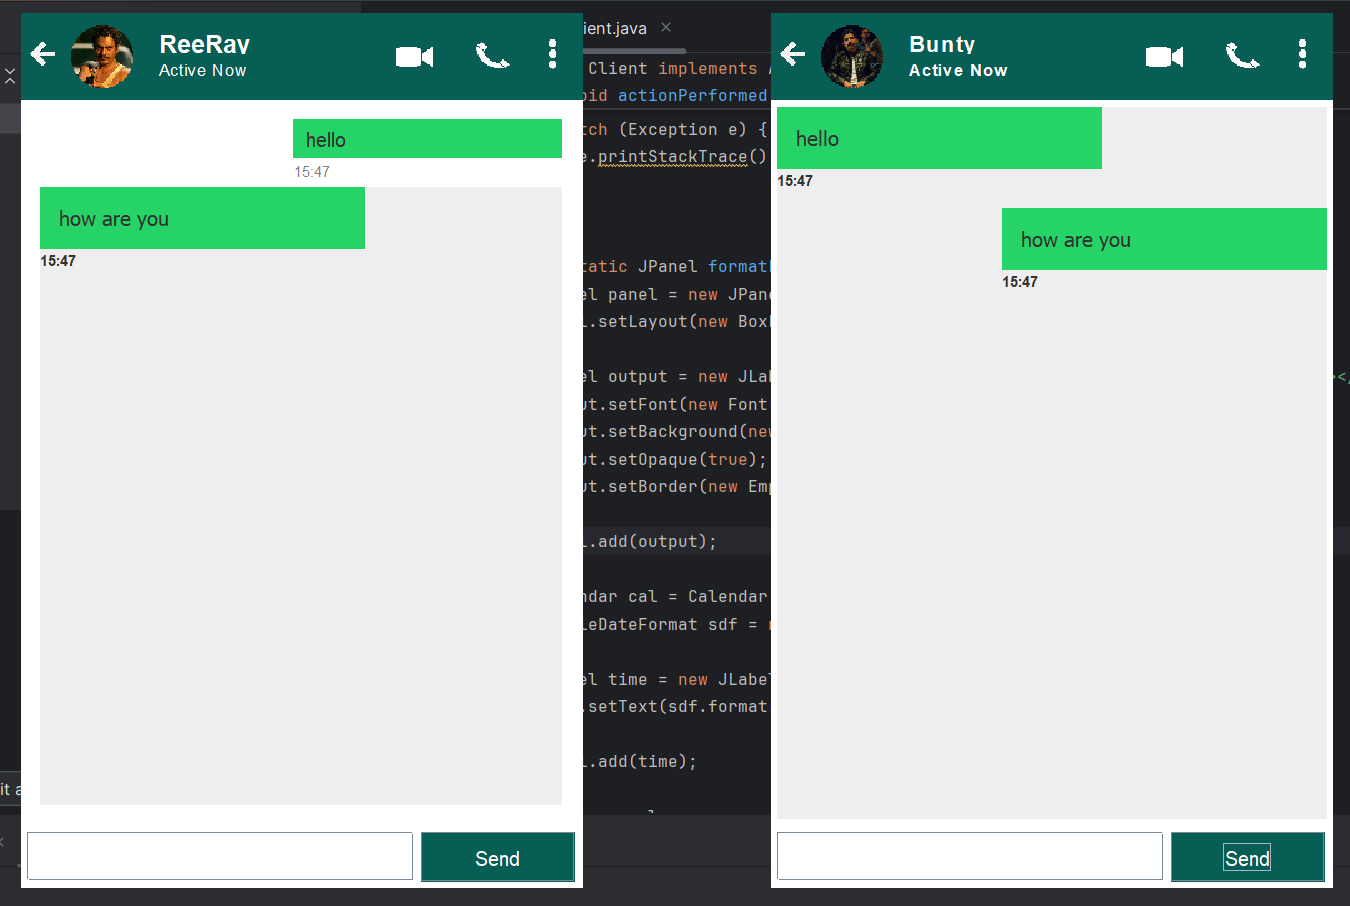 ReeRay
Active Now
hello
15:47
how are you
15:47
Send
ient.java
Client implements
oid actionPerformed
tch (Exception e) {
e.printStackTrace()
tatic JPanel format
el panel = new JPan
.setLayout(new Box
el output = new JLa
ut.setFont(new Font
ut.setBackground(new
ut.setOpaque(true);
ut.setBorder(new Em
.add(output);
ndar cal = Calendar
leDateFormat sdf =
el time = new JLabel
.setText(sdf.format
.add(time);
Bunty
Active Now
hello
15:47
how are you
15:47
Send
it a